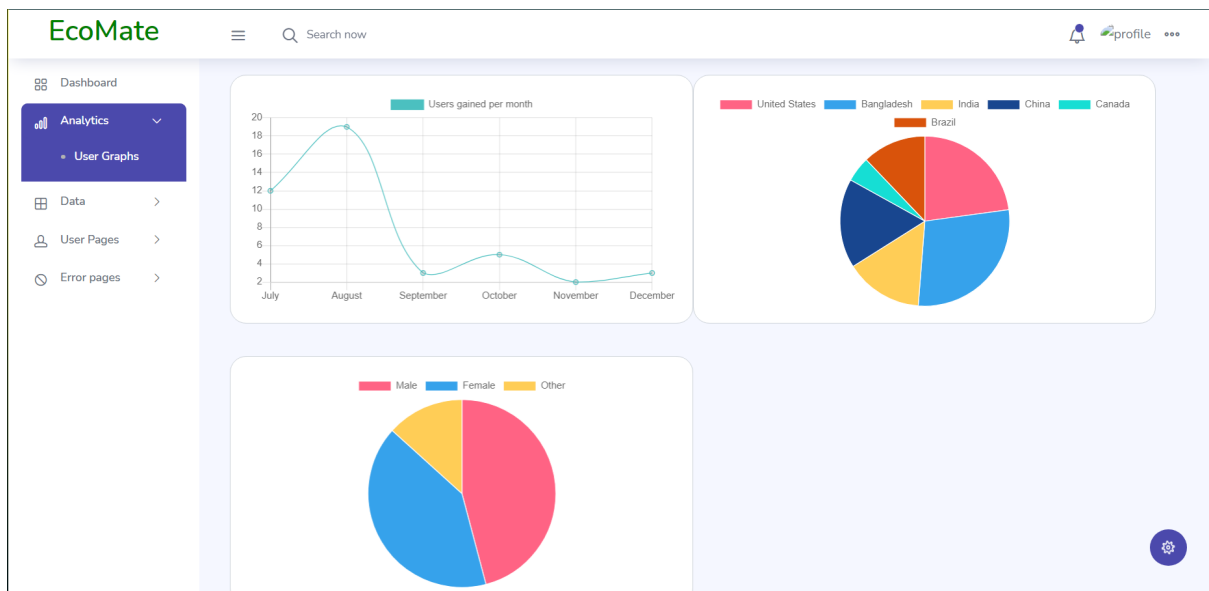 EcoMate
Search now
profile
Dashboard
Analytics
User Graphs
Data
User Pages
Error pages
Users gained per month
20
18
16
14
12
10
8
6
4
2
July August September October November December
United States Bangladesh India China Canada
Brazil
Male Female Other